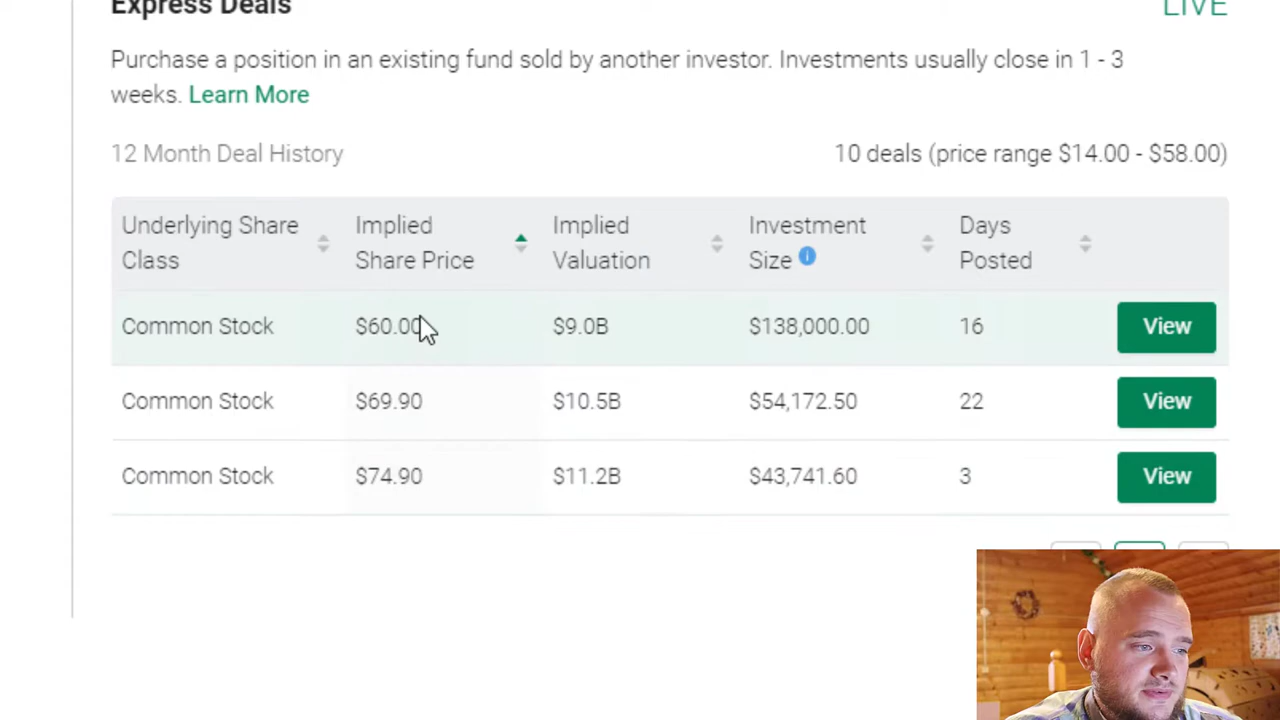 Express Deals
LIVE
Purchase a position in an existing fund sold by another investor. Investments usually close in 1 - 3
weeks. Learn More
12 Month Deal History
10 deals (price range $14.00 - $58.00)
Underlying Share Class
Implied Share Price
Implied Valuation
Investment Size
Days Posted
Common Stock $60.00 $9.0B $138,000.00 16 View
Common Stock $69.90 $10.5B $54,172.50 22 View
Common Stock $74.90 $11.2B $43,741.60 3 View